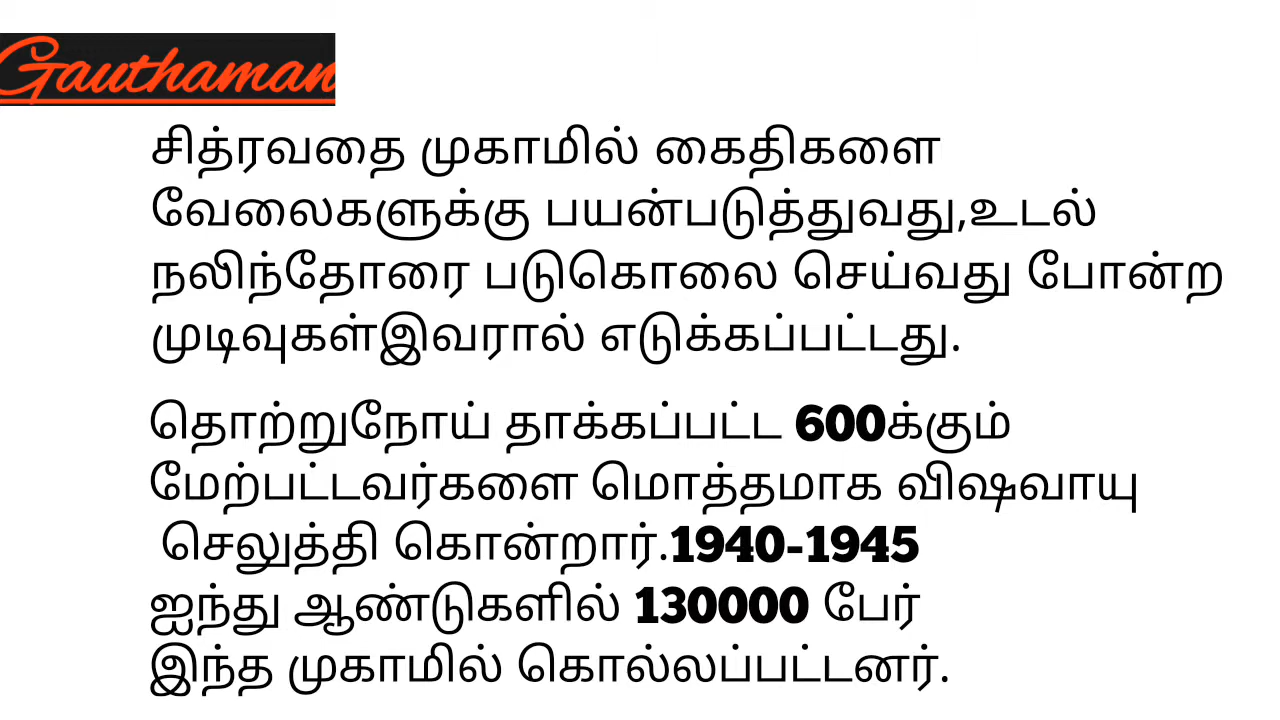 Gauthaman
சித்ரவதை முகாமில் கைதிகளை
வேலைகளுக்கு பயன்படுத்துவது,உடல்
நலிந்தோரை படுகொலை செய்வது போன்ற
முடிவுகள்இவரால் எடுக்கப்பட்டது.
தொற்றுநோய் தாக்கப்பட்ட 600க்கும்
மேற்பட்டவர்களை மொத்தமாக விஷவாயு
செலுத்தி கொன்றார்.1940-1945
ஐந்து ஆண்டுகளில் 130000 பேர்
இந்த முகாமில் கொல்லப்பட்டனர்.